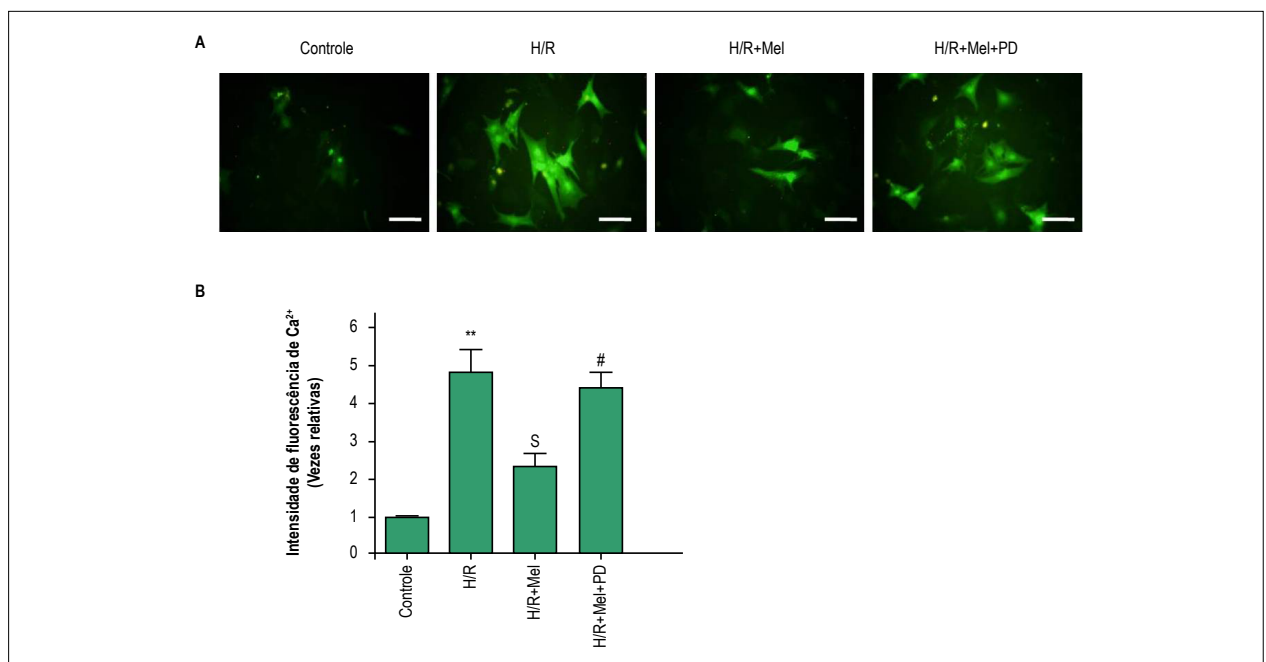 A
Controle
H/R
H/R+Mel
H/R+Mel+PD
B
Intensidade de fluorescência de Ca²⁺
(Vezes relativas)
6
5
4
3
2
1
0
**
S
#
Controle
H/R
H/R+Mel
H/R+Mel+PD